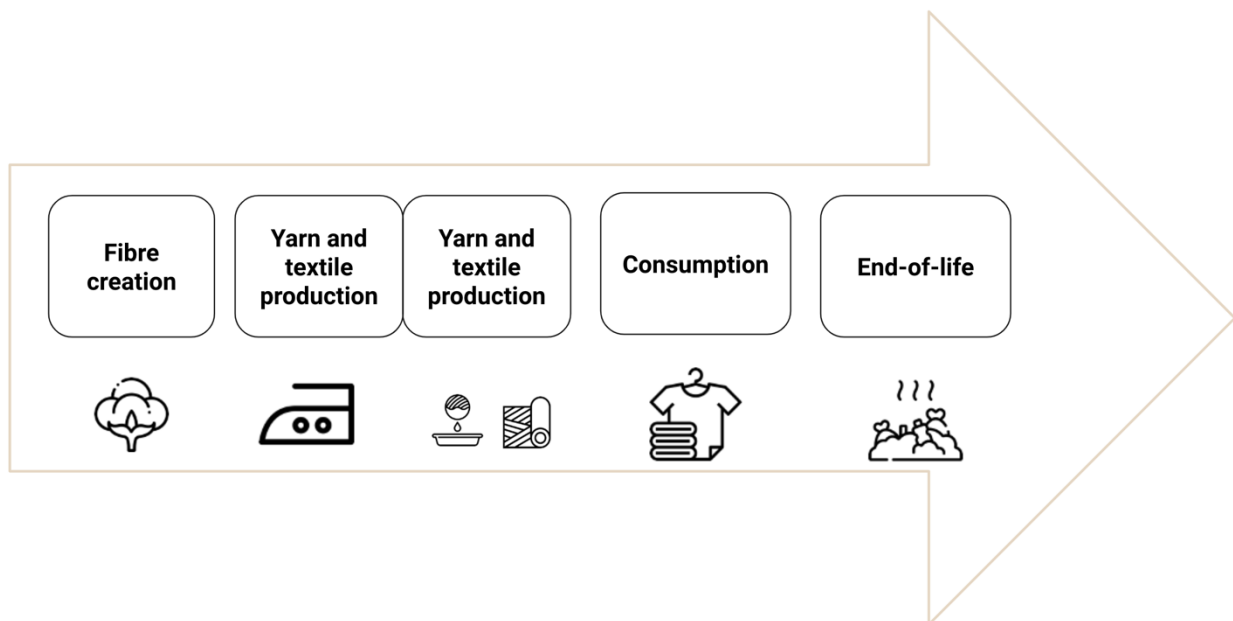 Fibre
creation
Yarn and
textile
production
Yarn and
textile
production
Consumption
End-of-life